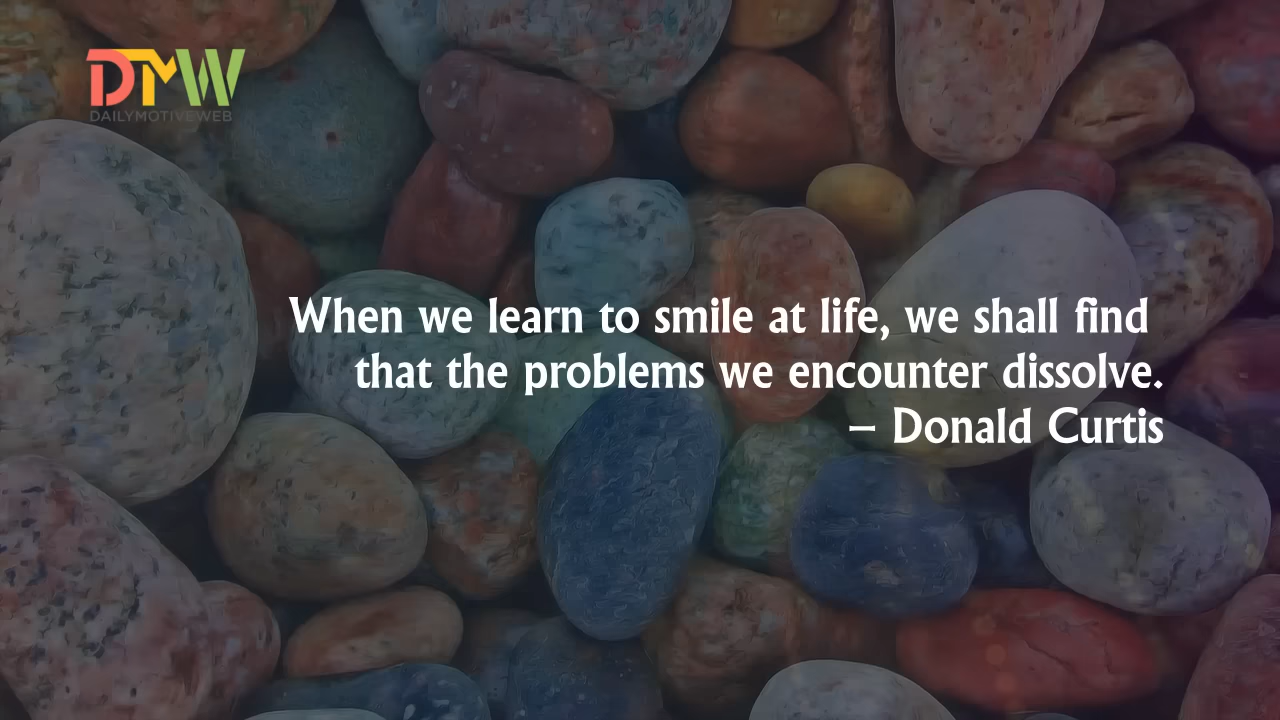 DTMW
DAILYMOTIVEWEB
When we learn to smile at life, we shall find
that the problems we encounter dissolve.
– Donald Curtis